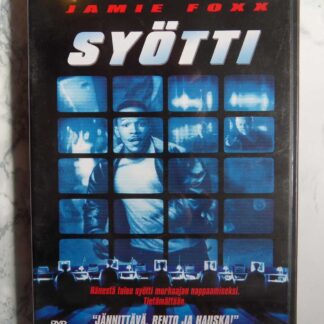 JAMIE FOXX
SYÖTTI
Hänestä tulee syötti murhaajan nappaamiseksi.
Tietämättään.
DVD
"JÄNNITTÄVÄ, RENTO JA HAUSKA!"